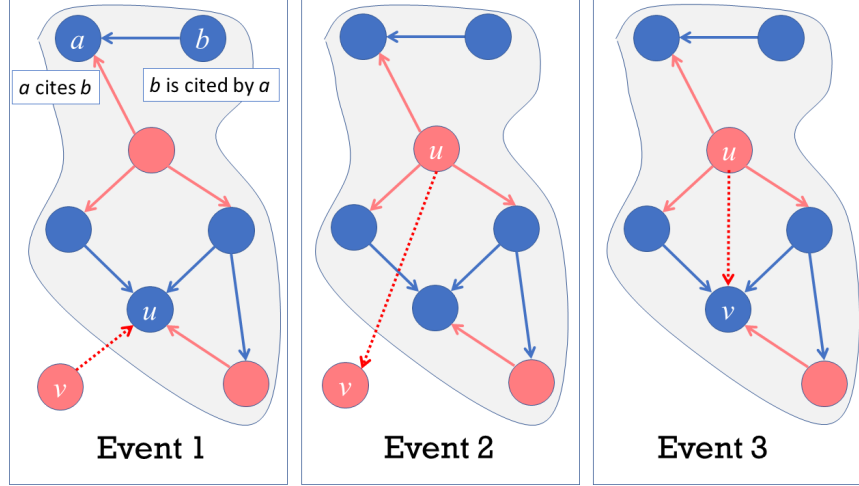 a
b
a cites b
b is cited by a
u
v
Event 1
u
v
Event 2
u
v
Event 3